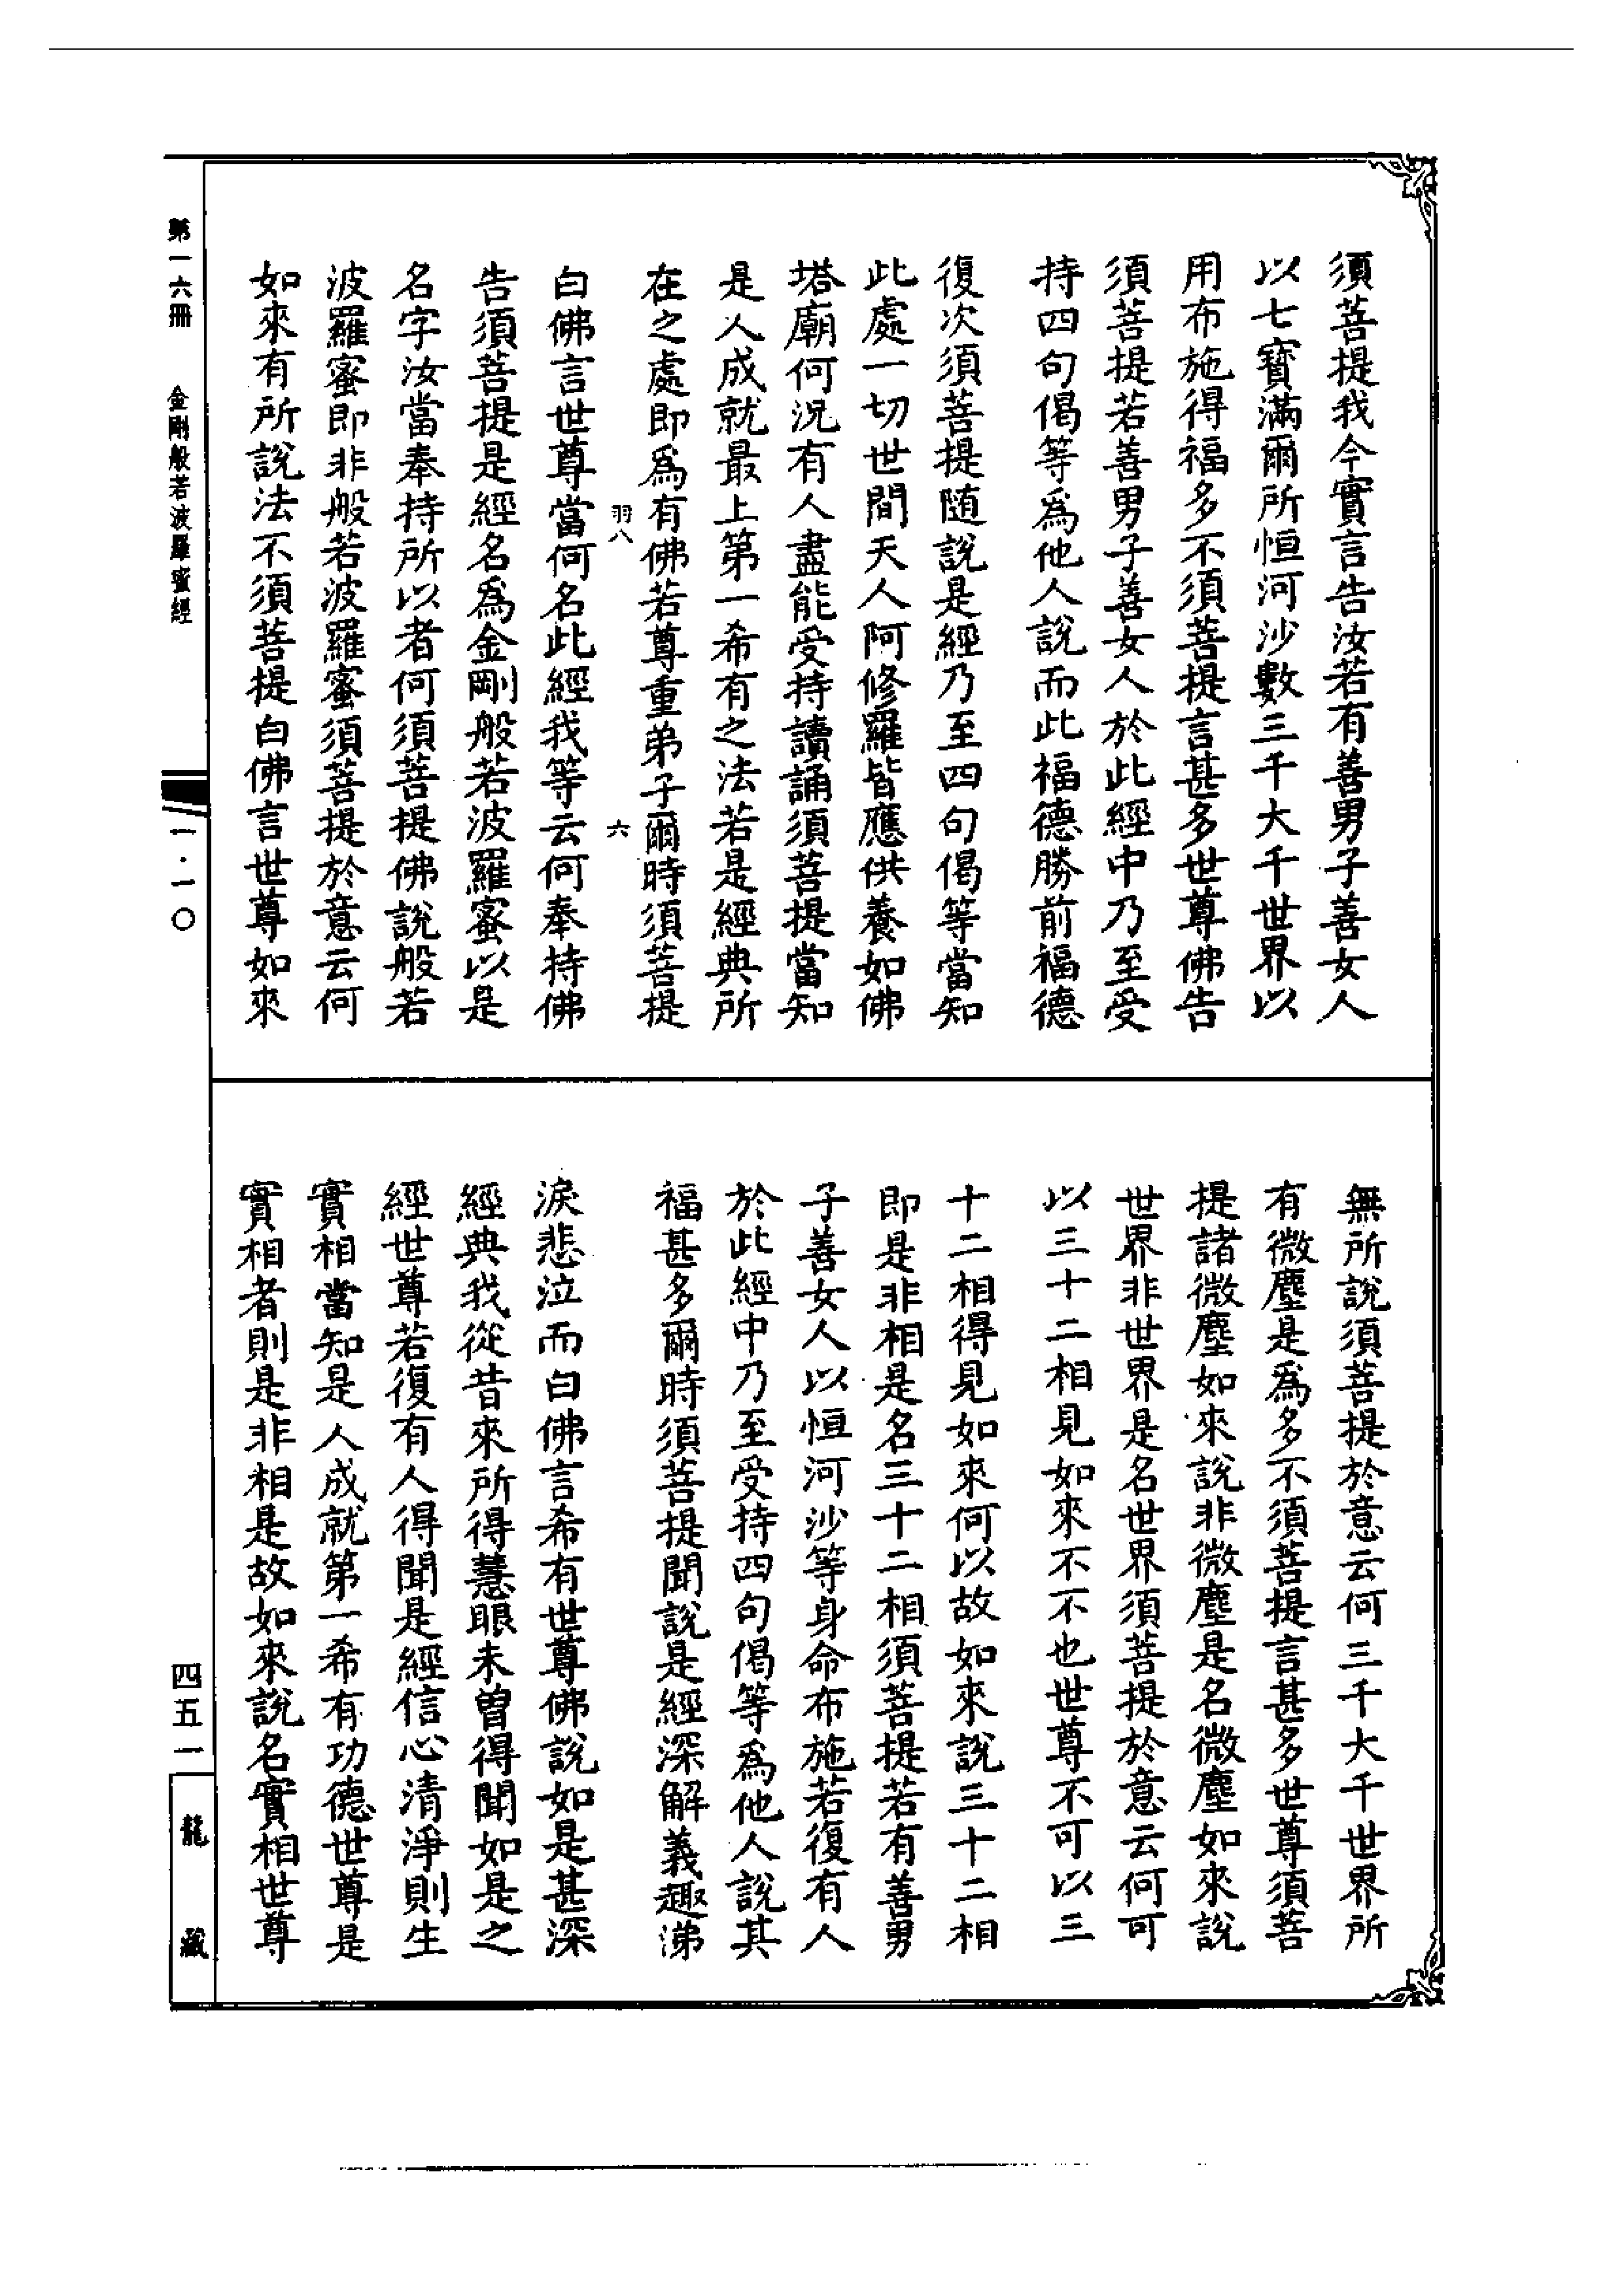 須菩提我今實言告汝若有善男子善女人
以七寶滿爾所恒河沙數三千大千世界以
用布施得福多不須菩提言甚多世尊佛告
須菩提若善男子善女人於此經中乃至受
持四句偈等爲他人說而此福德勝前福德
復次須菩提随說是經乃至四句偈等當知
此處一切世間天人阿修羅皆應供養如佛
塔廟何況有人盡能受持讀誦須菩提當知
是人成就最上第一希有之法若是經典所
在之處即爲有佛若尊重弟子爾時須菩提
羽八 六
白佛言世尊當何名此經我等云何奉持佛
告須菩提是經名爲金剛般若波羅蜜以是
名字汝當奉持所以者何須菩提佛說般若
波羅蜜即非般若波羅蜜須菩提於意云何
如來有所說法不須菩提白佛言世尊如來
無所說須菩提於意云何三千大千世界所
有微塵是爲多不須菩提言甚多世尊須菩
提諸微塵如來說非微塵是名微塵如來說
世界非世界是名世界須菩提於意云何可
以三十二相見如來不不也世尊不可以三
十二相得見如來何以故如來說三十二相
即是非相是名三十二相須菩提若有善男
子善女人以恒河沙等身命布施若復有人
於此經中乃至受持四句偈等爲他人說其
福甚多爾時須菩提聞說是經深解義趣涕
淚悲泣而白佛言希有世尊佛說如是甚深
經典我從昔來所得慧眼未曾得聞如是之
經世尊若復有人得聞是經信心清淨則生
實相當知是人成就第一希有功德世尊是
實相者則是非相是故如來說名實相世尊
第一六冊 金剛般若波羅蜜經
一·一〇
四五一
龍藏